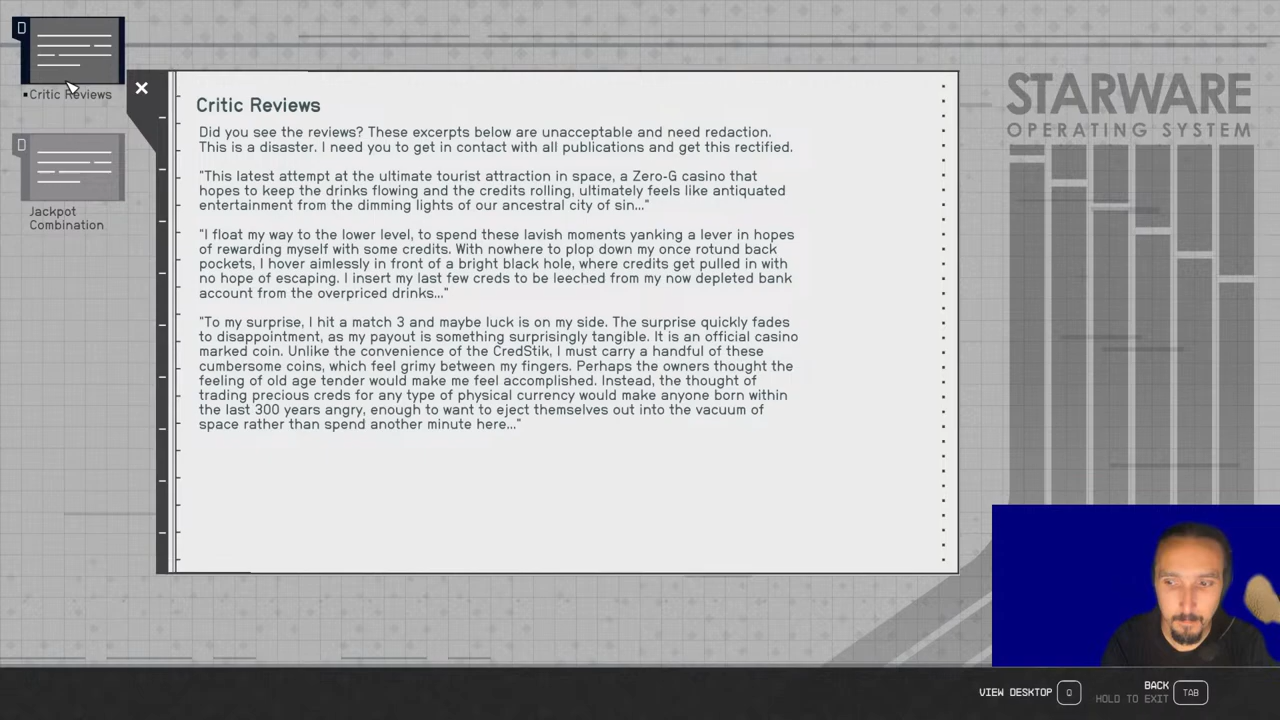 D
Critic Reviews
D
Jackpot
Combination
STARWARE
OPERATING SYSTEM
Critic Reviews
Did you see the reviews? These excerpts below are unacceptable and need redaction.
This is a disaster. I need you to get in contact with all publications and get this rectified.
"This latest attempt at the ultimate tourist attraction in space, a Zero-G casino that
hopes to keep the drinks flowing and the credits rolling, ultimately feels like antiquated
entertainment from the dimming lights of our ancestral city of sin..."
"I float my way to the lower level, to spend these lavish moments yanking a lever in hopes
of rewarding myself with some credits. With nowhere to plop down my once rotund back
pockets, I hover aimlessly in front of a bright black hole, where credits get pulled in with
no hope of escaping. I insert my last few creds to be leeched from my now depleted bank
account from the overpriced drinks..."
"To my surprise, I hit a match 3 and maybe luck is on my side. The surprise quickly fades
to disappointment, as my payout is something surprisingly tangible. It is an official casino
marked coin. Unlike the convenience of the CredStik, I must carry a handful of these
cumbersome coins, which feel grimy between my fingers. Perhaps the owners thought the
feeling of old age tender would make me feel accomplished. Instead, the thought of
trading precious creds for any type of physical currency would make anyone born within
the last 300 years angry, enough to want to eject themselves out into the vacuum of
space rather than spend another minute here..."
VIEW DESKTOP Q
BACK
HOLD TO EXIT TAB